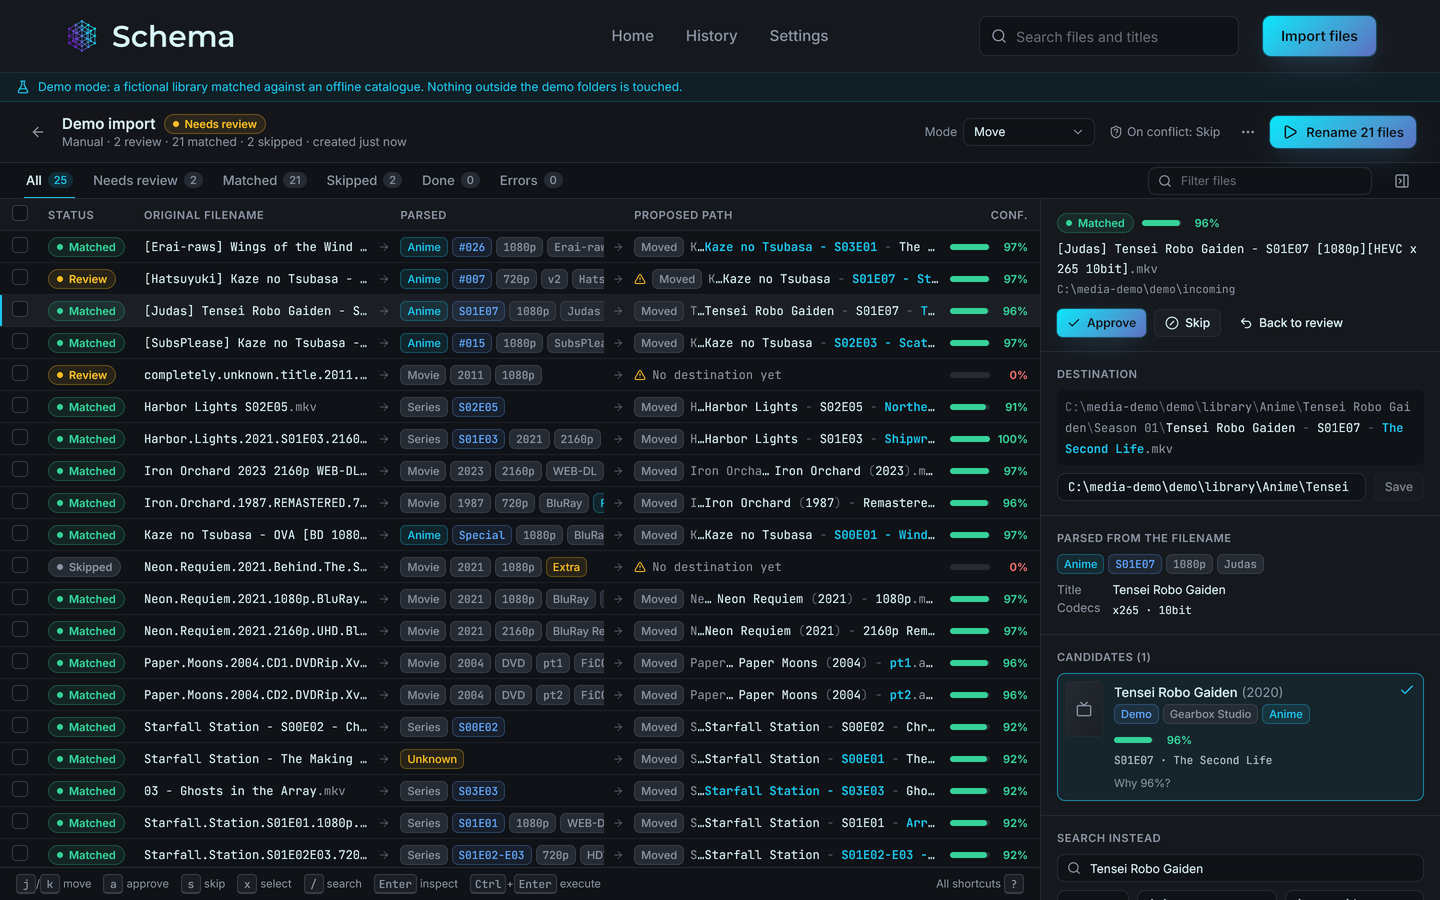 Schema
Home History Settings
Search files and titles
Import files
Demo mode: a fictional library matched against an offline catalogue. Nothing outside the demo folders is touched.
Demo import Needs review
Manual · 2 review · 21 matched · 2 skipped · created just now
Mode Move On conflict: Skip ··· Rename 21 files
All 25 Needs review 2 Matched 21 Skipped 2 Done 0 Errors 0
Filter files
STATUS ORIGINAL FILENAME PARSED PROPOSED PATH CONF.
Matched [Erai-raws] Wings of the Wind … → Anime #026 1080p Erai-raw → Moved K…Kaze no Tsubasa - S03E01 - The … 97%
Review [Hatsuyuki] Kaze no Tsubasa - … → Anime #007 720p v2 Hats → Moved K…Kaze no Tsubasa - S01E07 - St… 97%
Matched [Judas] Tensei Robo Gaiden - S… → Anime S01E07 1080p Judas → Moved T…Tensei Robo Gaiden - S01E07 - T… 96%
Matched [SubsPlease] Kaze no Tsubasa -… → Anime #015 1080p SubsPlea → Moved K…Kaze no Tsubasa - S02E03 - Scat… 97%
Review completely.unknown.title.2011.… → Movie 2011 1080p → No destination yet 0%
Matched Harbor Lights S02E05.mkv → Series S02E05 → Moved H…Harbor Lights - S02E05 - Northe… 91%
Matched Harbor.Lights.2021.S01E03.2160… → Series S01E03 2021 2160p → Moved H…Harbor Lights - S01E03 - Shipwr… 100%
Matched Iron Orchard 2023 2160p WEB-DL… → Movie 2023 2160p WEB-DL → Moved Iron Orcha… Iron Orchard (2023).m… 97%
Matched Iron.Orchard.1987.REMASTERED.7… → Movie 1987 720p BluRay → Moved I…Iron Orchard (1987) - Remastere… 96%
Matched Kaze no Tsubasa - OVA [BD 1080… → Anime Special 1080p BluRa → Moved K…Kaze no Tsubasa - S00E01 - Wind… 97%
Skipped Neon.Requiem.2021.Behind.The.S… → Movie 2021 1080p Extra → No destination yet 0%
Matched Neon.Requiem.2021.1080p.BluRay… → Movie 2021 1080p BluRay → Moved Ne… Neon Requiem (2021) - 1080p.m… 97%
Matched Neon.Requiem.2021.2160p.UHD.Bl… → Movie 2021 2160p BluRay Re → Moved N…Neon Requiem (2021) - 2160p Rem… 97%
Matched Paper.Moons.2004.CD1.DVDRip.Xv… → Movie 2004 DVD pt1 FiCO → Moved Paper… Paper Moons (2004) - pt1.a… 96%
Matched Paper.Moons.2004.CD2.DVDRip.Xv… → Movie 2004 DVD pt2 FiCO → Moved Paper… Paper Moons (2004) - pt2.a… 96%
Matched Starfall Station - S00E02 - Ch… → Series S00E02 → Moved S…Starfall Station - S00E02 - Chr… 92%
Matched Starfall Station - The Making … → Unknown → Moved S…Starfall Station - S00E01 - The… 92%
Matched 03 - Ghosts in the Array.mkv → Series S03E03 → Moved S…Starfall Station - S03E03 - Gho… 92%
Matched Starfall.Station.S01E01.1080p.… → Series S01E01 1080p WEB-D → Moved S…Starfall Station - S01E01 - Arr… 92%
Matched Starfall.Station.S01E02E03.720… → Series S01E02-E03 720p HD → Moved S…Starfall Station - S01E02-E03 -… 92%
j/k move a approve s skip x select / search Enter inspect Ctrl+Enter execute All shortcuts ?
Matched 96%
[Judas] Tensei Robo Gaiden - S01E07 [1080p][HEVC x
265 10bit].mkv
C:\media-demo\demo\incoming
Approve Skip Back to review
DESTINATION
C:\media-demo\demo\library\Anime\Tensei Robo Gai
den\Season 01\Tensei Robo Gaiden - S01E07 - The
Second Life.mkv
C:\media-demo\demo\library\Anime\Tensei Save
PARSED FROM THE FILENAME
Anime S01E07 1080p Judas
Title Tensei Robo Gaiden
Codecs x265 · 10bit
CANDIDATES (1)
Tensei Robo Gaiden (2020)
Demo Gearbox Studio Anime
96%
S01E07 · The Second Life
Why 96%?
SEARCH INSTEAD
Tensei Robo Gaiden